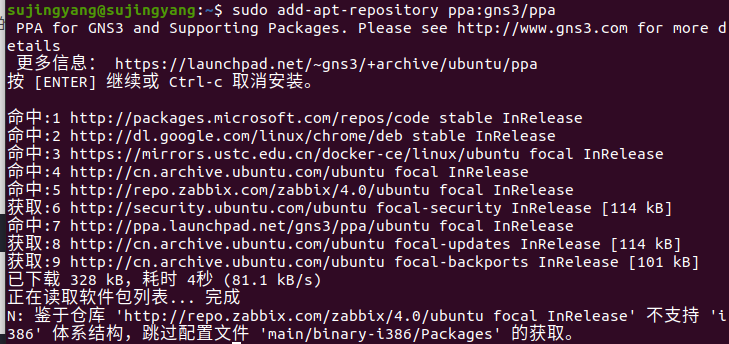 sujingyang@sujingyang:~$ sudo add-apt-repository ppa:gns3/ppa
 PPA for GNS3 and Supporting Packages. Please see http://www.gns3.com for more d
etails
 更多信息： https://launchpad.net/~gns3/+archive/ubuntu/ppa
按 [ENTER] 继续或 Ctrl-c 取消安装。
命中:1 http://packages.microsoft.com/repos/code stable InRelease
命中:2 http://dl.google.com/linux/chrome/deb stable InRelease
命中:3 https://mirrors.ustc.edu.cn/docker-ce/linux/ubuntu focal InRelease
命中:4 http://cn.archive.ubuntu.com/ubuntu focal InRelease
命中:5 http://repo.zabbix.com/zabbix/4.0/ubuntu focal InRelease
获取:6 http://security.ubuntu.com/ubuntu focal-security InRelease [114 kB]
命中:7 http://ppa.launchpad.net/gns3/ppa/ubuntu focal InRelease
获取:8 http://cn.archive.ubuntu.com/ubuntu focal-updates InRelease [114 kB]
获取:9 http://cn.archive.ubuntu.com/ubuntu focal-backports InRelease [101 kB]
已下载 328 kB，耗时 4秒 (81.1 kB/s)
正在读取软件包列表... 完成
N: 鉴于仓库 'http://repo.zabbix.com/zabbix/4.0/ubuntu focal InRelease' 不支持 'i
386' 体系结构，跳过配置文件 'main/binary-i386/Packages' 的获取。